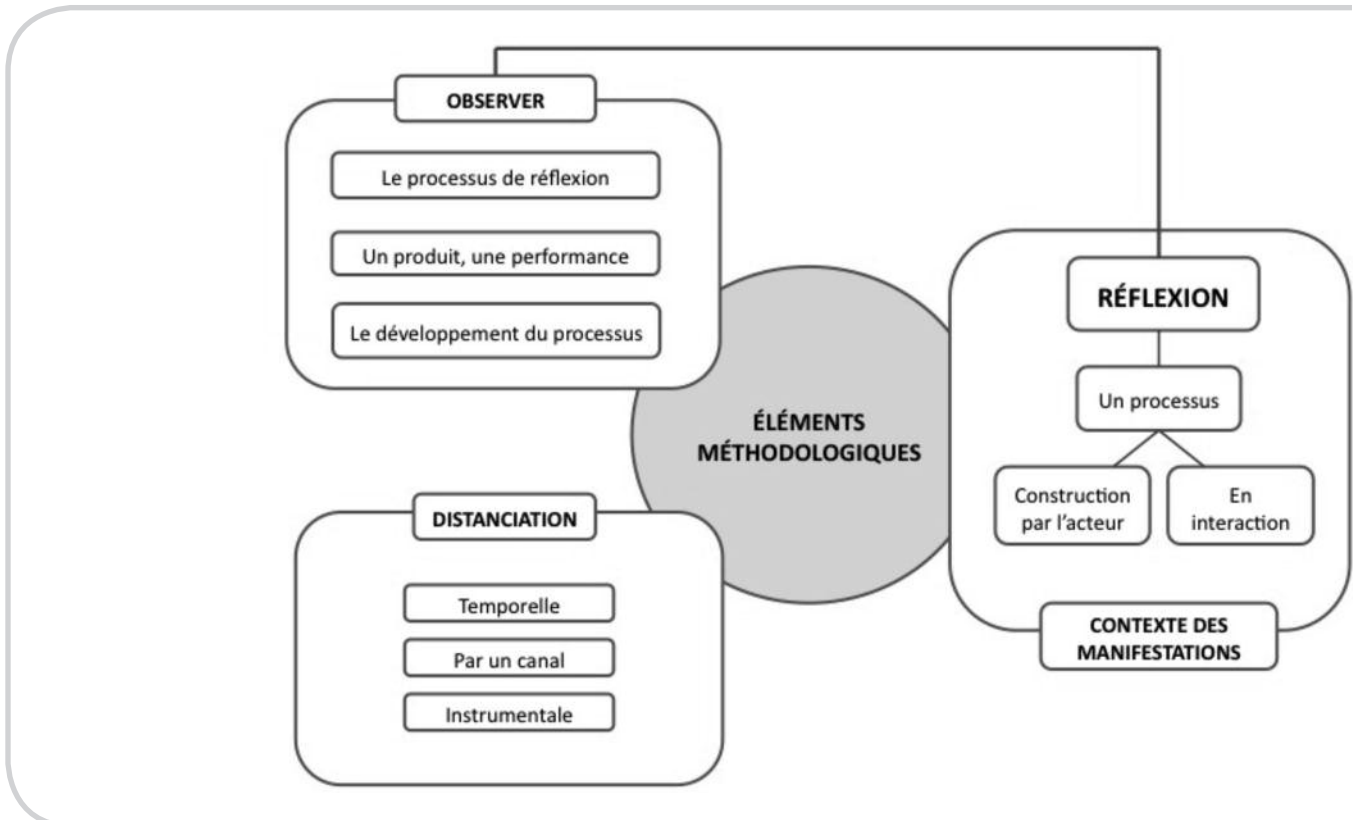 OBSERVER
Le processus de réflexion
Un produit, une performance
Le développement du processus
ÉLÉMENTS
MÉTHODOLOGIQUES
DISTANCIATION
Temporelle
Par un canal
Instrumentale
RÉFLEXION
Un processus
Construction
par l’acteur
En
interaction
CONTEXTE DES
MANIFESTATIONS